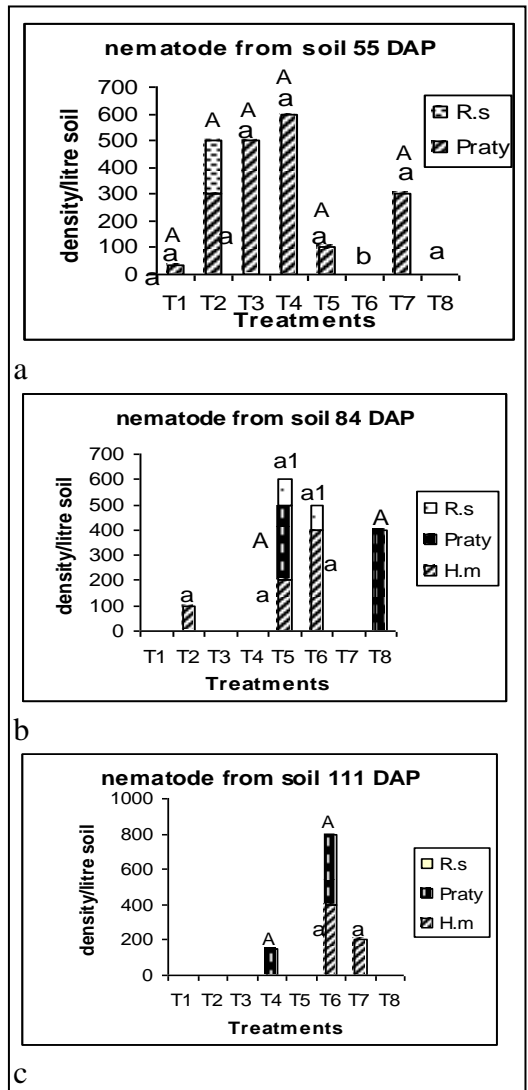 nematode from soil 55 DAP
density/litre soil
700
600
500
400
300
200
100
0
A
a
a
A
a
A
a
A
a
A
a
b
A
a
a
T1 T2 T3 T4 T5 T6 T7 T8
Treatments
R.s
Praty
a
nematode from soil 84 DAP
density/litre soil
700
600
500
400
300
200
100
0
a
a1
A
a
a1
a
A
T1 T2 T3 T4 T5 T6 T7 T8
Treatments
R.s
Praty
H.m
b
nematode from soil 111 DAP
density/litre soil
1000
800
600
400
200
0
A
A
a
a
T1 T2 T3 T4 T5 T6 T7 T8
Treatments
R.s
Praty
H.m
c